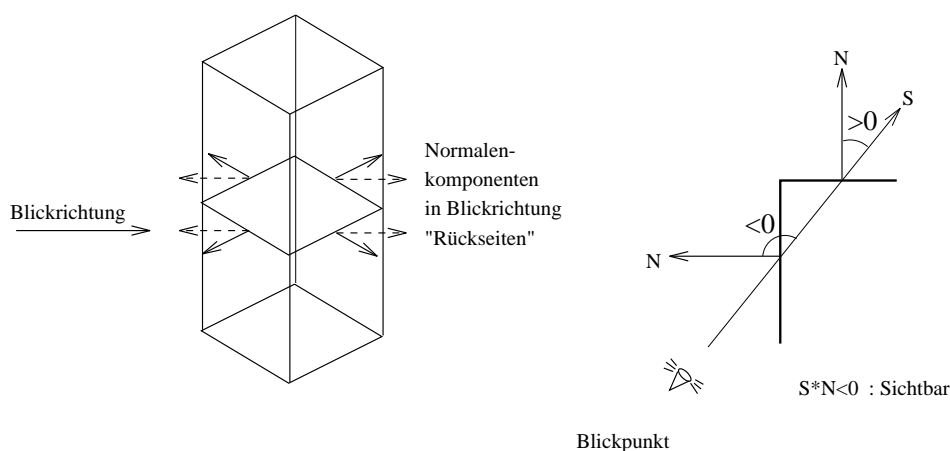 Blickrichtung
Normalen-
komponenten
in Blickrichtung
"Rückseiten"
N
S
>0
<0
N
S*N<0 : Sichtbar
Blickpunkt